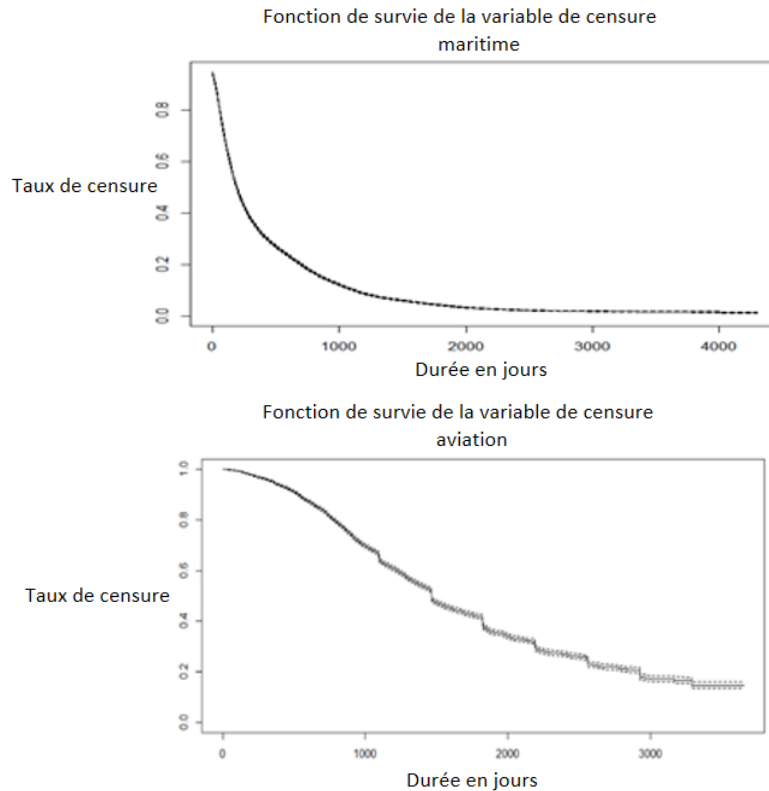 Fonction de survie de la variable de censure
maritime
0.8
0.6
Taux de censure
0.4
0.2
0.0
0 1000 2000 3000 4000
Durée en jours
Fonction de survie de la variable de censure
aviation
1.0
0.8
0.6
Taux de censure
0.4
0.2
0.0
0 1000 2000 3000
Durée en jours